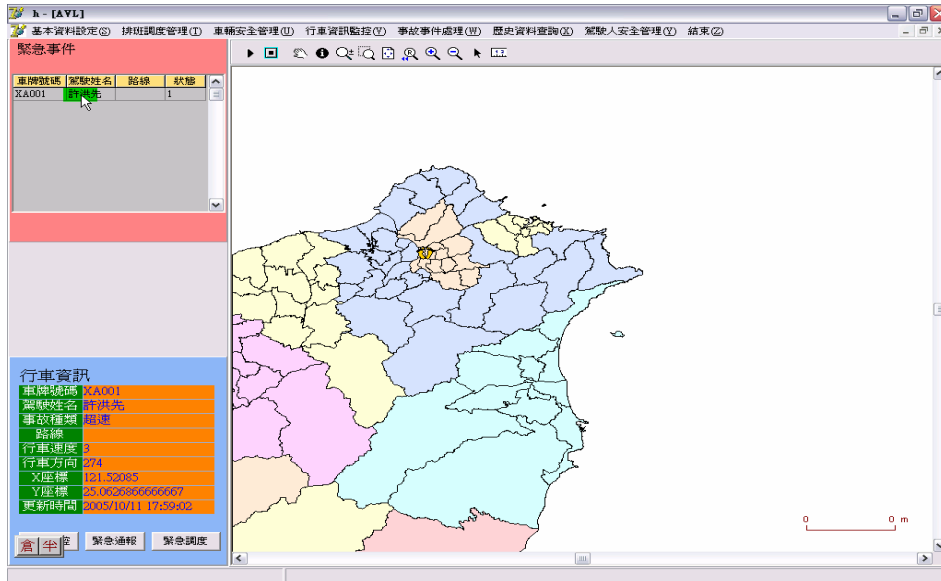 h - [AVL]
基本資料設定(S) 排班調度管理(T) 車輛安全管理(U) 行車資訊監控(V) 事故事件處理(W) 歷史資料查詢(X) 駕駛人安全管理(Y) 結束(Z)
緊急事件
車牌號碼 駕駛姓名 路線 狀態
XA001 許洪先 1
行車資訊
車牌號碼 XA001
駕駛姓名 許洪先
事故種類 超速
路線
行車速度 3
行車方向 274
X座標 121.52085
Y座標 25.0626866666667
更新時間 2005/10/11 17:59:02
0 0 m
倉 半 緊急通報 緊急調度